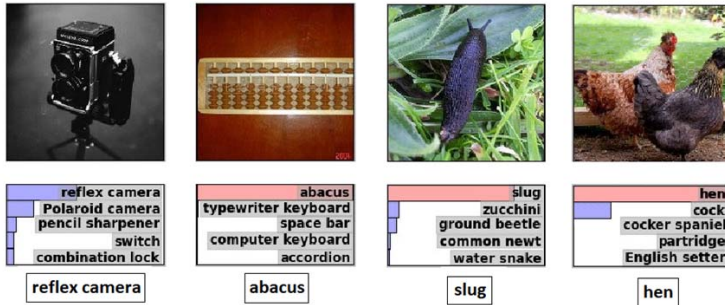 reflex camera
Polaroid camera
pencil sharpener
switch
combination lock
reflex camera
abacus
typewriter keyboard
space bar
computer keyboard
accordion
abacus
slug
zucchini
ground beetle
common newt
water snake
slug
hen
cock
cocker spaniel
partridge
English setter
hen